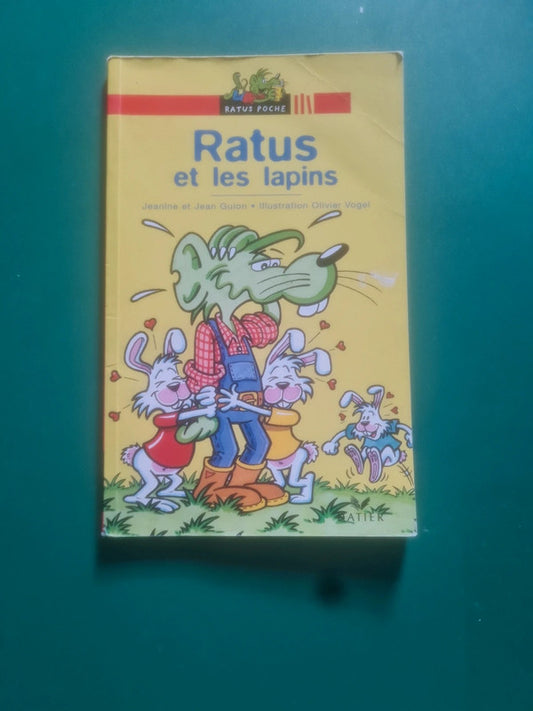 RATUS POCHE
Ratus
et les lapins
Jeanine et Jean Guion • Illustration Olivier Vogel
HATIER